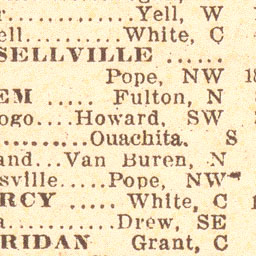 .............Yell, W
ell..........White, C
SELLVILLE ......
Pope, NW
EM ..... Fulton, N
ogo....Howard, SW
..........Ouachita. S
and...Van Buren, N
sville.....Pope, NW
RCY ..... White, C
a...........Drew, SE
RIDAN Grant, C